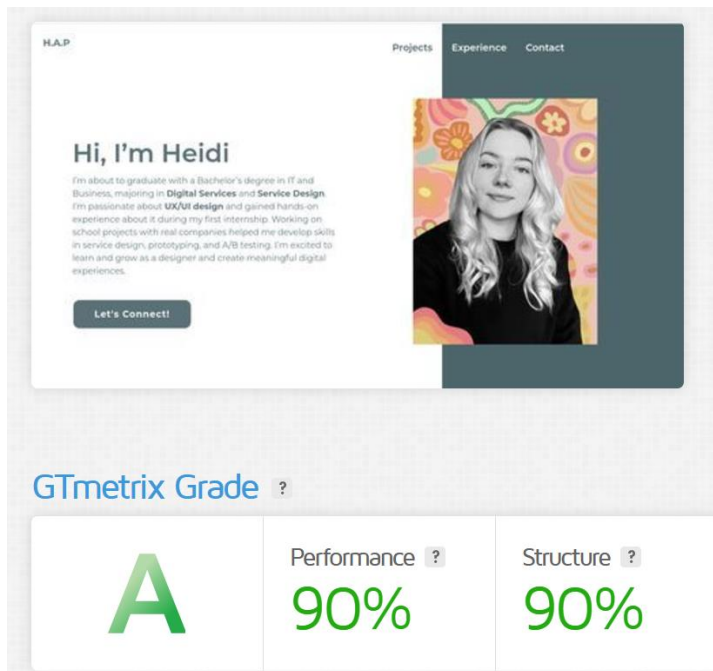 H.A.P
Projects Experience Contact
Hi, I'm Heidi
I'm about to graduate with a Bachelor's degree in IT and
Business, majoring in Digital Services and Service Design.
I'm passionate about UX/UI design and gained hands-on
experience about it during my first internship. Working on
school projects with real companies helped me develop skills
in service design, prototyping, and A/B testing. I'm excited to
learn and grow as a designer and create meaningful digital
experiences.
Let's Connect!
GTmetrix Grade ?
A
Performance ?
90%
Structure ?
90%